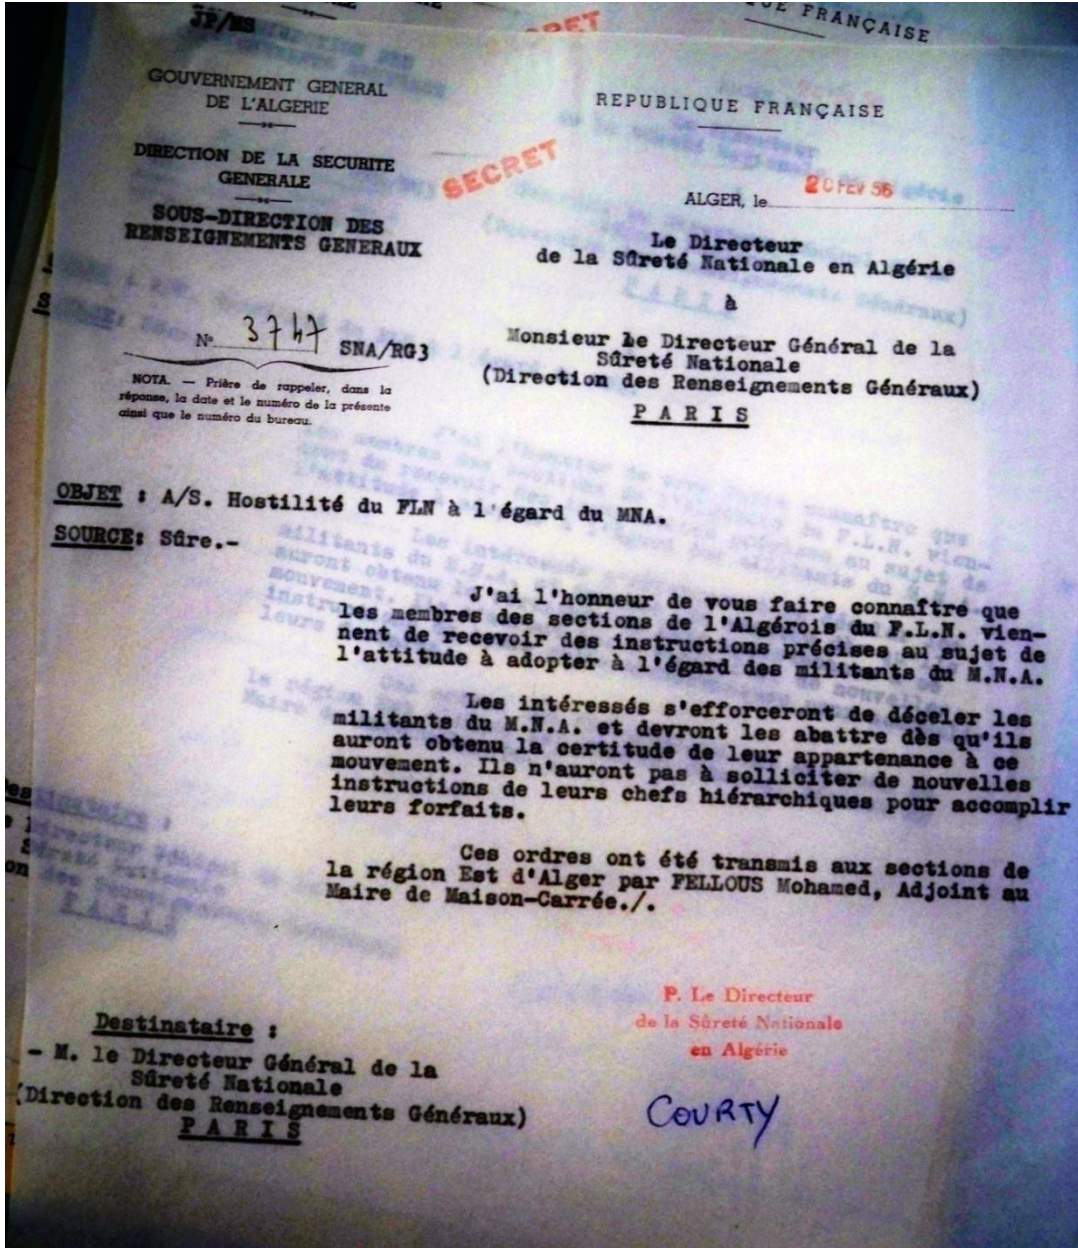 JP/MS
GOUVERNEMENT GENERAL
DE L'ALGERIE
DIRECTION DE LA SECURITE
GENERALE
SOUS-DIRECTION DES
RENSEIGNEMENTS GENERAUX
Nº 3747 SNA/RG3
NOTA. — Prière de rappeler, dans la
réponse, la date et le numéro de la présente
ainsi que le numéro du bureau.
SECRET
REPUBLIQUE FRANÇAISE
ALGER, le 20 FEV 56
Le Directeur
de la Sûreté Nationale en Algérie
à
Monsieur le Directeur Général de la
Sûreté Nationale
(Direction des Renseignements Généraux)
PARIS
OBJET : A/S. Hostilité du FLN à l'égard du MNA.
SOURCE: Sûre.-
J'ai l'honneur de vous faire connaître que
les membres des sections de l'Algérois du F.L.N. vien-
nent de recevoir des instructions précises au sujet de
l'attitude à adopter à l'égard des militants du M.N.A.
Les intéressés s'efforceront de déceler les
militants du M.N.A. et devront les abattre dès qu'ils
auront obtenu la certitude de leur appartenance à ce
mouvement. Ils n'auront pas à solliciter de nouvelles
instructions de leurs chefs hiérarchiques pour accomplir
leurs forfaits.
Ces ordres ont été transmis aux sections de
la région Est d'Alger par FELLOUS Mohamed, Adjoint au
Maire de Maison-Carrée./.
P. Le Directeur
de la Sûreté Nationale
en Algérie
COURTY
Destinataire :
- M. le Directeur Général de la
Sûreté Nationale
(Direction des Renseignements Généraux)
PARIS